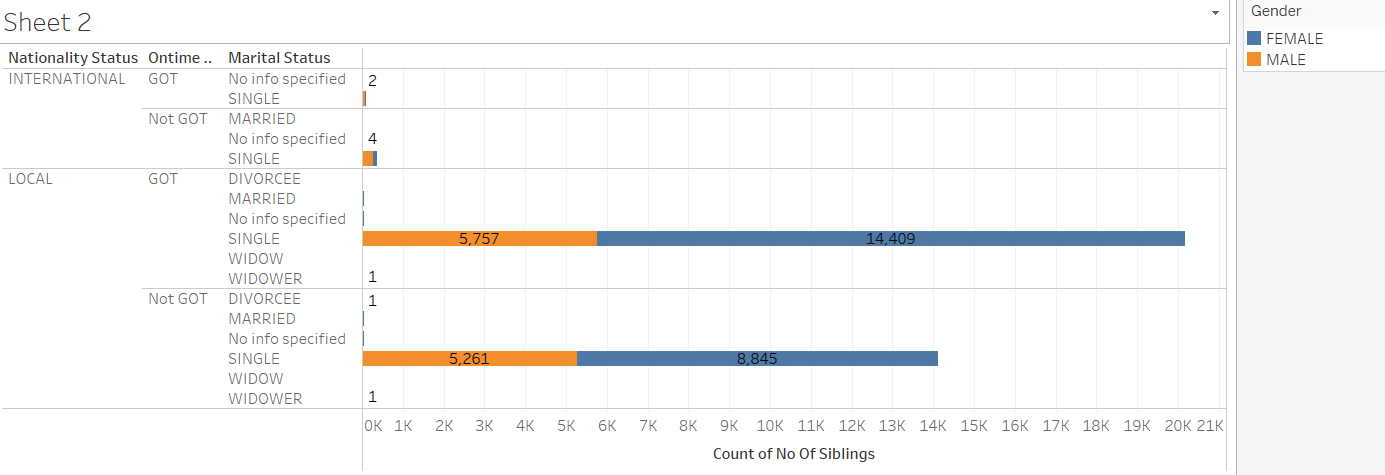 Sheet 2
Gender
FEMALE
MALE
Nationality Status Ontime .. Marital Status
INTERNATIONAL GOT No info specified 2
SINGLE
Not GOT MARRIED
No info specified 4
SINGLE
LOCAL GOT DIVORCEE
MARRIED
No info specified
SINGLE 5,757 14,409
WIDOW
WIDOWER 1
Not GOT DIVORCEE 1
MARRIED
No info specified
SINGLE 5,261 8,845
WIDOW
WIDOWER 1
0K 1K 2K 3K 4K 5K 6K 7K 8K 9K 10K 11K 12K 13K 14K 15K 16K 17K 18K 19K 20K 21K
Count of No Of Siblings